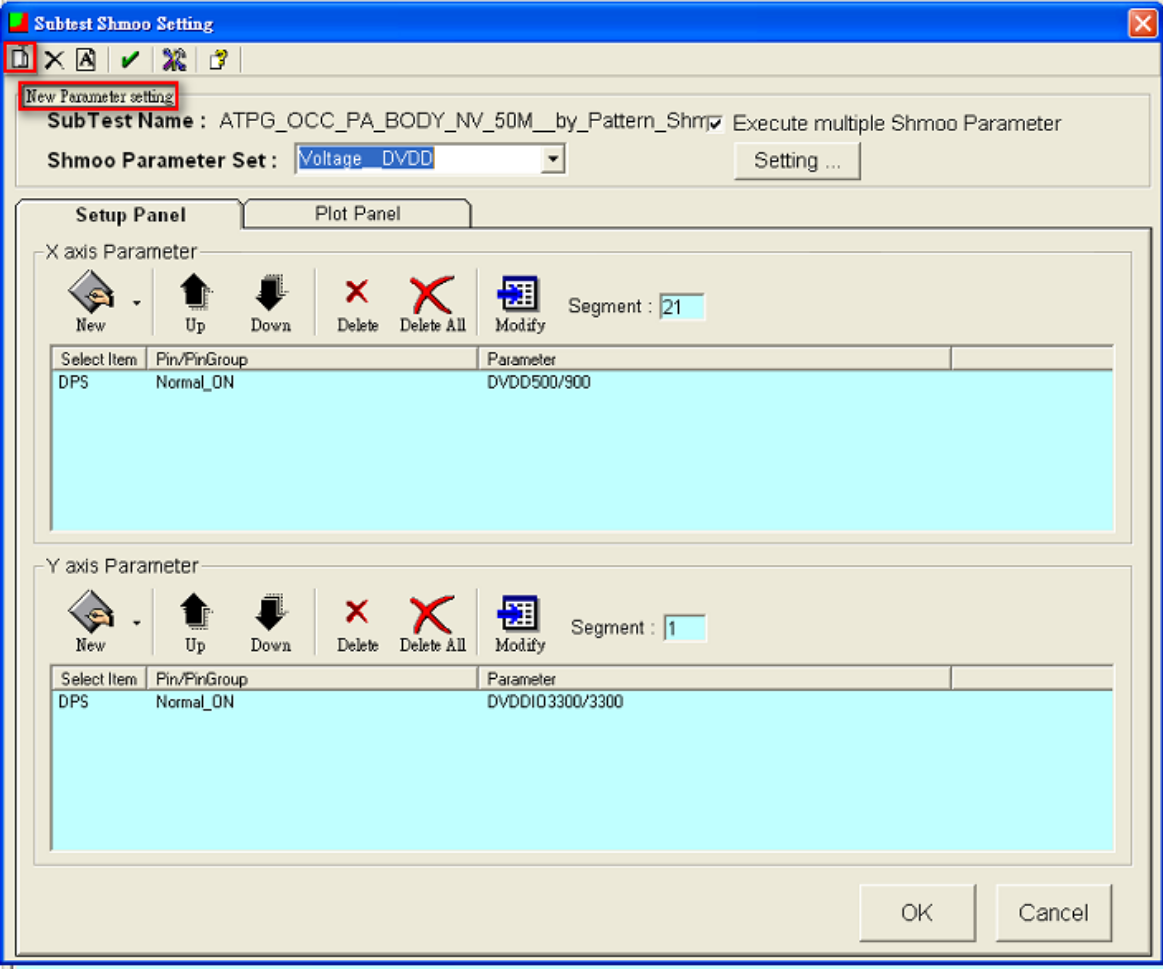 Subtest Shmoo Setting
New Parameter setting
SubTest Name : ATPG_OCC_PA_BODY_NV_50M__by_Pattern_Shm
Execute multiple Shmoo Parameter
Shmoo Parameter Set : Voltage__DVDD
Setting ...
Setup Panel Plot Panel
X axis Parameter
New Up Down Delete Delete All Modify Segment : 21
Select Item Pin/PinGroup Parameter
DPS Normal_ON DVDD500/900
Y axis Parameter
New Up Down Delete Delete All Modify Segment : 1
Select Item Pin/PinGroup Parameter
DPS Normal_ON DVDDIO3300/3300
OK Cancel